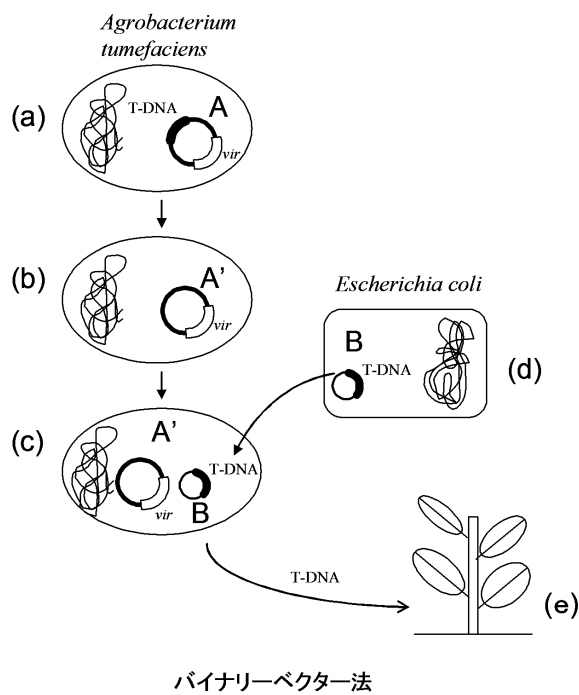 Agrobacterium
tumefaciens
(a)
T-DNA
A
vir
(b)
A'
vir
Escherichia coli
B
T-DNA
(d)
(c)
A'
T-DNA
vir
B
T-DNA
(e)
バイナリーベクター法